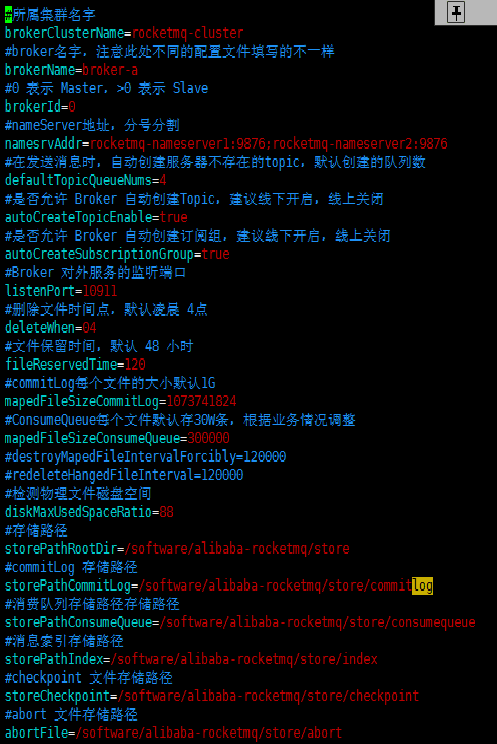 #所属集群名字
brokerClusterName=rocketmq-cluster
#broker名字，注意此处不同的配置文件填写的不一样
brokerName=broker-a
#0 表示 Master，>0 表示 Slave
brokerId=0
#nameServer地址，分号分割
namesrvAddr=rocketmq-nameserver1:9876;rocketmq-nameserver2:9876
#在发送消息时，自动创建服务器不存在的topic，默认创建的队列数
defaultTopicQueueNums=4
#是否允许 Broker 自动创建Topic，建议线下开启，线上关闭
autoCreateTopicEnable=true
#是否允许 Broker 自动创建订阅组，建议线下开启，线上关闭
autoCreateSubscriptionGroup=true
#Broker 对外服务的监听端口
listenPort=10911
#删除文件时间点，默认凌晨 4点
deleteWhen=04
#文件保留时间，默认 48 小时
fileReservedTime=120
#commitLog每个文件的大小默认1G
mapedFileSizeCommitLog=1073741824
#ConsumeQueue每个文件默认存30W条，根据业务情况调整
mapedFileSizeConsumeQueue=300000
#destroyMapedFileIntervalForcibly=120000
#redeleteHangedFileInterval=120000
#检测物理文件磁盘空间
diskMaxUsedSpaceRatio=88
#存储路径
storePathRootDir=/software/alibaba-rocketmq/store
#commitLog 存储路径
storePathCommitLog=/software/alibaba-rocketmq/store/commitlog
#消费队列存储路径存储路径
storePathConsumeQueue=/software/alibaba-rocketmq/store/consumequeue
#消息索引存储路径
storePathIndex=/software/alibaba-rocketmq/store/index
#checkpoint 文件存储路径
storeCheckpoint=/software/alibaba-rocketmq/store/checkpoint
#abort 文件存储路径
abortFile=/software/alibaba-rocketmq/store/abort